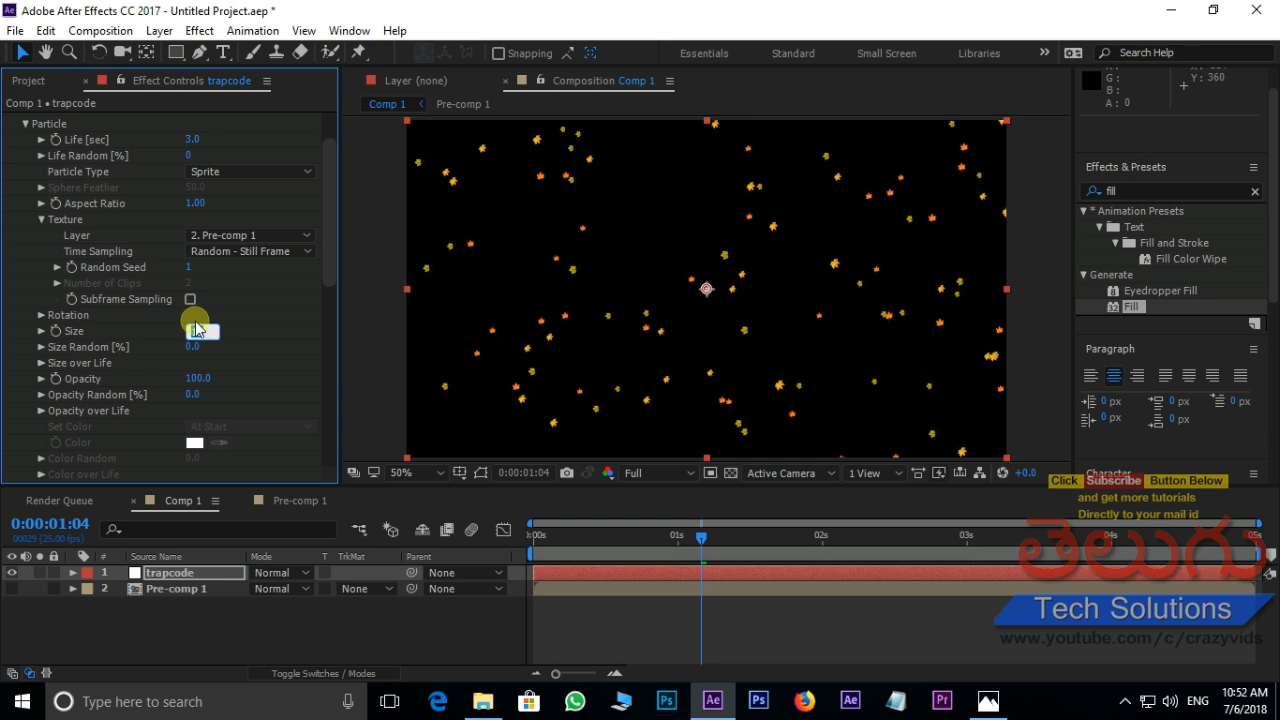 Adobe After Effects CC 2017 - Untitled Project.aep *
File Edit Composition Layer Effect Animation View Window Help
Snapping Essentials Standard Small Screen Libraries Search Help
Project Effect Controls trapcode Layer (none) Composition Comp 1
Comp 1 • trapcode
Comp 1 Pre-comp 1
Particle
Life [sec] 3.0
Life Random [%] 0
Particle Type Sprite
Sphere Feather 50.0
Aspect Ratio 1.00
Texture
Layer 2. Pre-comp 1
Time Sampling Random - Still Frame
Random Seed 1
Number of Clips 2
Subframe Sampling
Rotation
Size
Size Random [%] 0.0
Size over Life
Opacity 100.0
Opacity Random [%] 0.0
Opacity over Life
Set Color At Start
Color
Color Random 0.0
Color over Life
50% 0:00:01:04 Full Active Camera 1 View +0.0
G:
B:
A: 0
Y: 360
Effects & Presets
fill
* Animation Presets
Text
Fill and Stroke
Fill Color Wipe
Generate
Eyedropper Fill
Fill
Paragraph
0 px 0 px 0 px
0 px 0 px
Character
Click Subscribe Button Below
and get more tutorials
Directly to your mail id
తెలుగు
Tech Solutions
www.youtube.com/c/crazyvids
Render Queue Comp 1 Pre-comp 1
0:00:01:04
00029 (25.00 fps)
# Source Name Mode T TrkMat Parent
1 trapcode Normal None
2 Pre-comp 1 Normal None None
:00s 01s 02s 03s 04s 05s
Toggle Switches / Modes
Type here to search
ENG
10:52 AM
7/6/2018